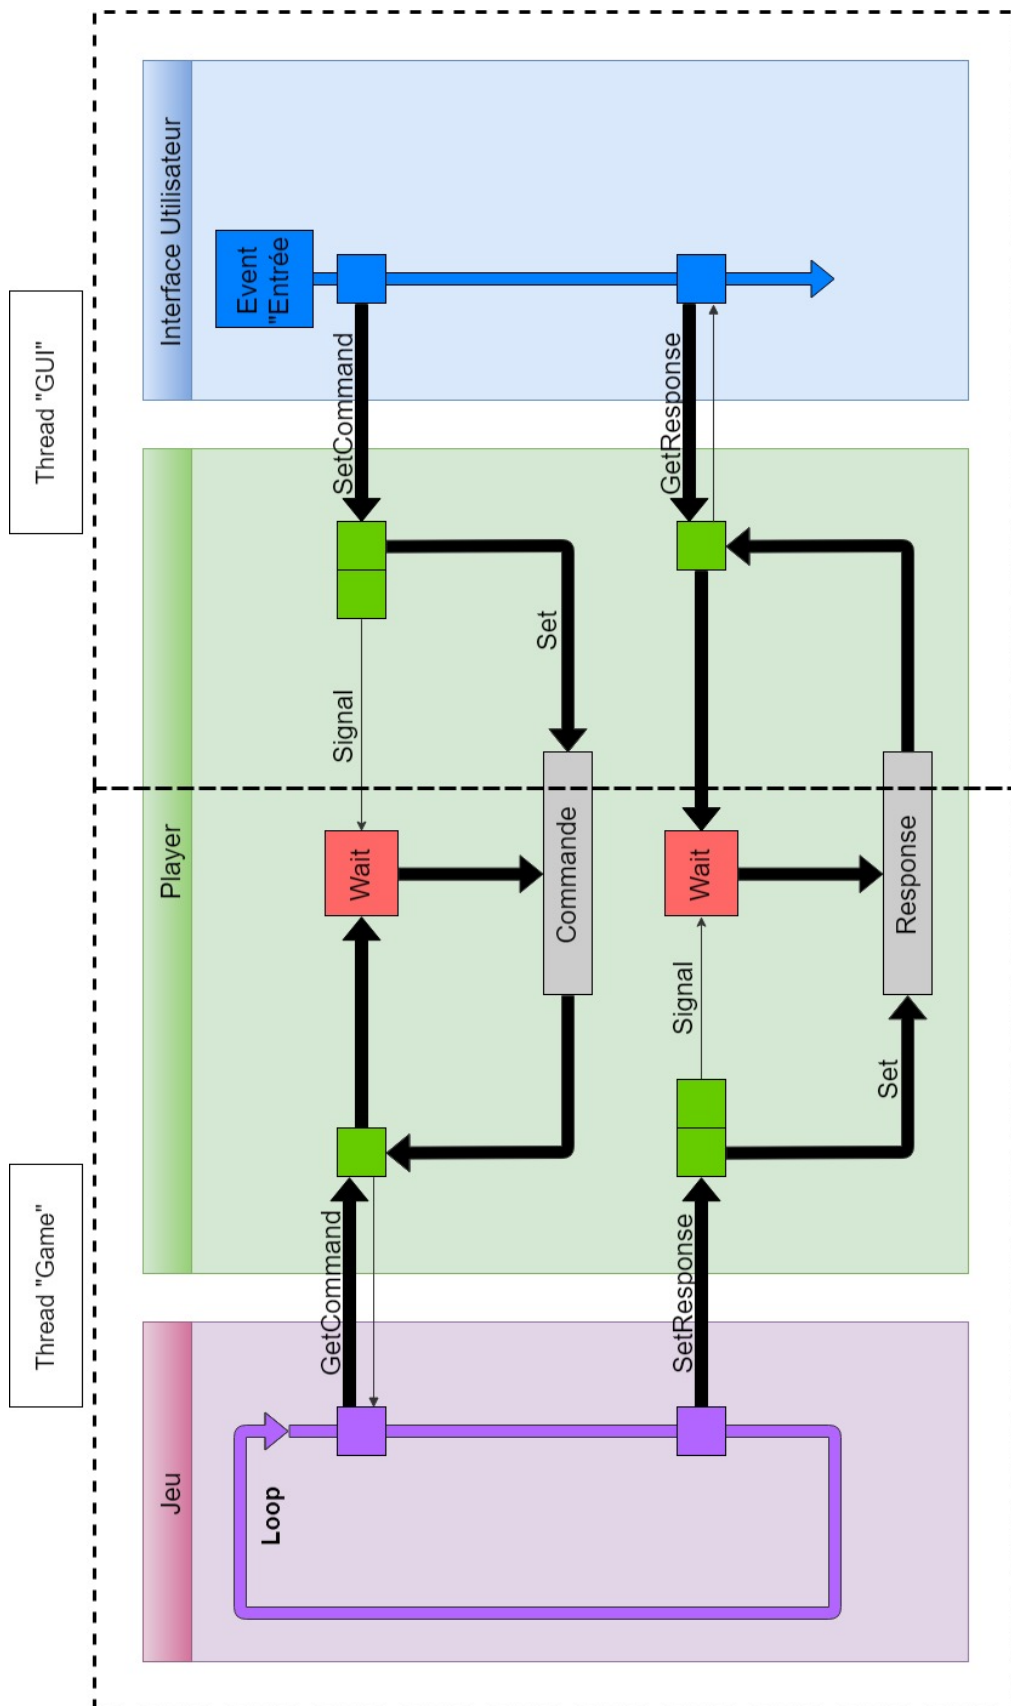 Thread "Game"
Thread "GUI"
Jeu
Player
Interface Utilisateur
Loop
GetCommand
Wait
Signal
SetCommand
Event
"Entrée
Commande
Set
SetResponse
Signal
Wait
GetResponse
Set
Response